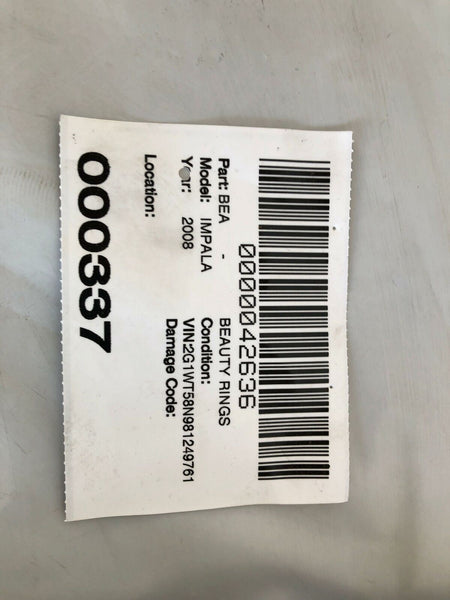 0000042636
Part: BEA - BEAUTY RINGS
Model: IMPALA Condition:
Year: 2008 VIN:2G1WT58N981249761
Damage Code:
Location:
000337